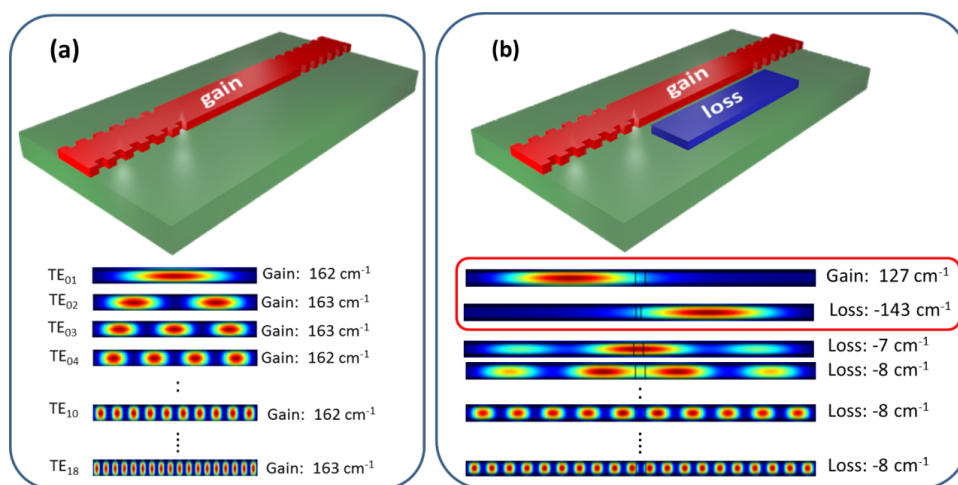 (a)
gain
TE₀₁ Gain: 162 cm⁻¹
TE₀₂ Gain: 163 cm⁻¹
TE₀₃ Gain: 163 cm⁻¹
TE₀₄ Gain: 162 cm⁻¹
TE₁₀ Gain: 162 cm⁻¹
TE₁₈ Gain: 163 cm⁻¹
(b)
gain
loss
Gain: 127 cm⁻¹
Loss: -143 cm⁻¹
Loss: -7 cm⁻¹
Loss: -8 cm⁻¹
Loss: -8 cm⁻¹
Loss: -8 cm⁻¹